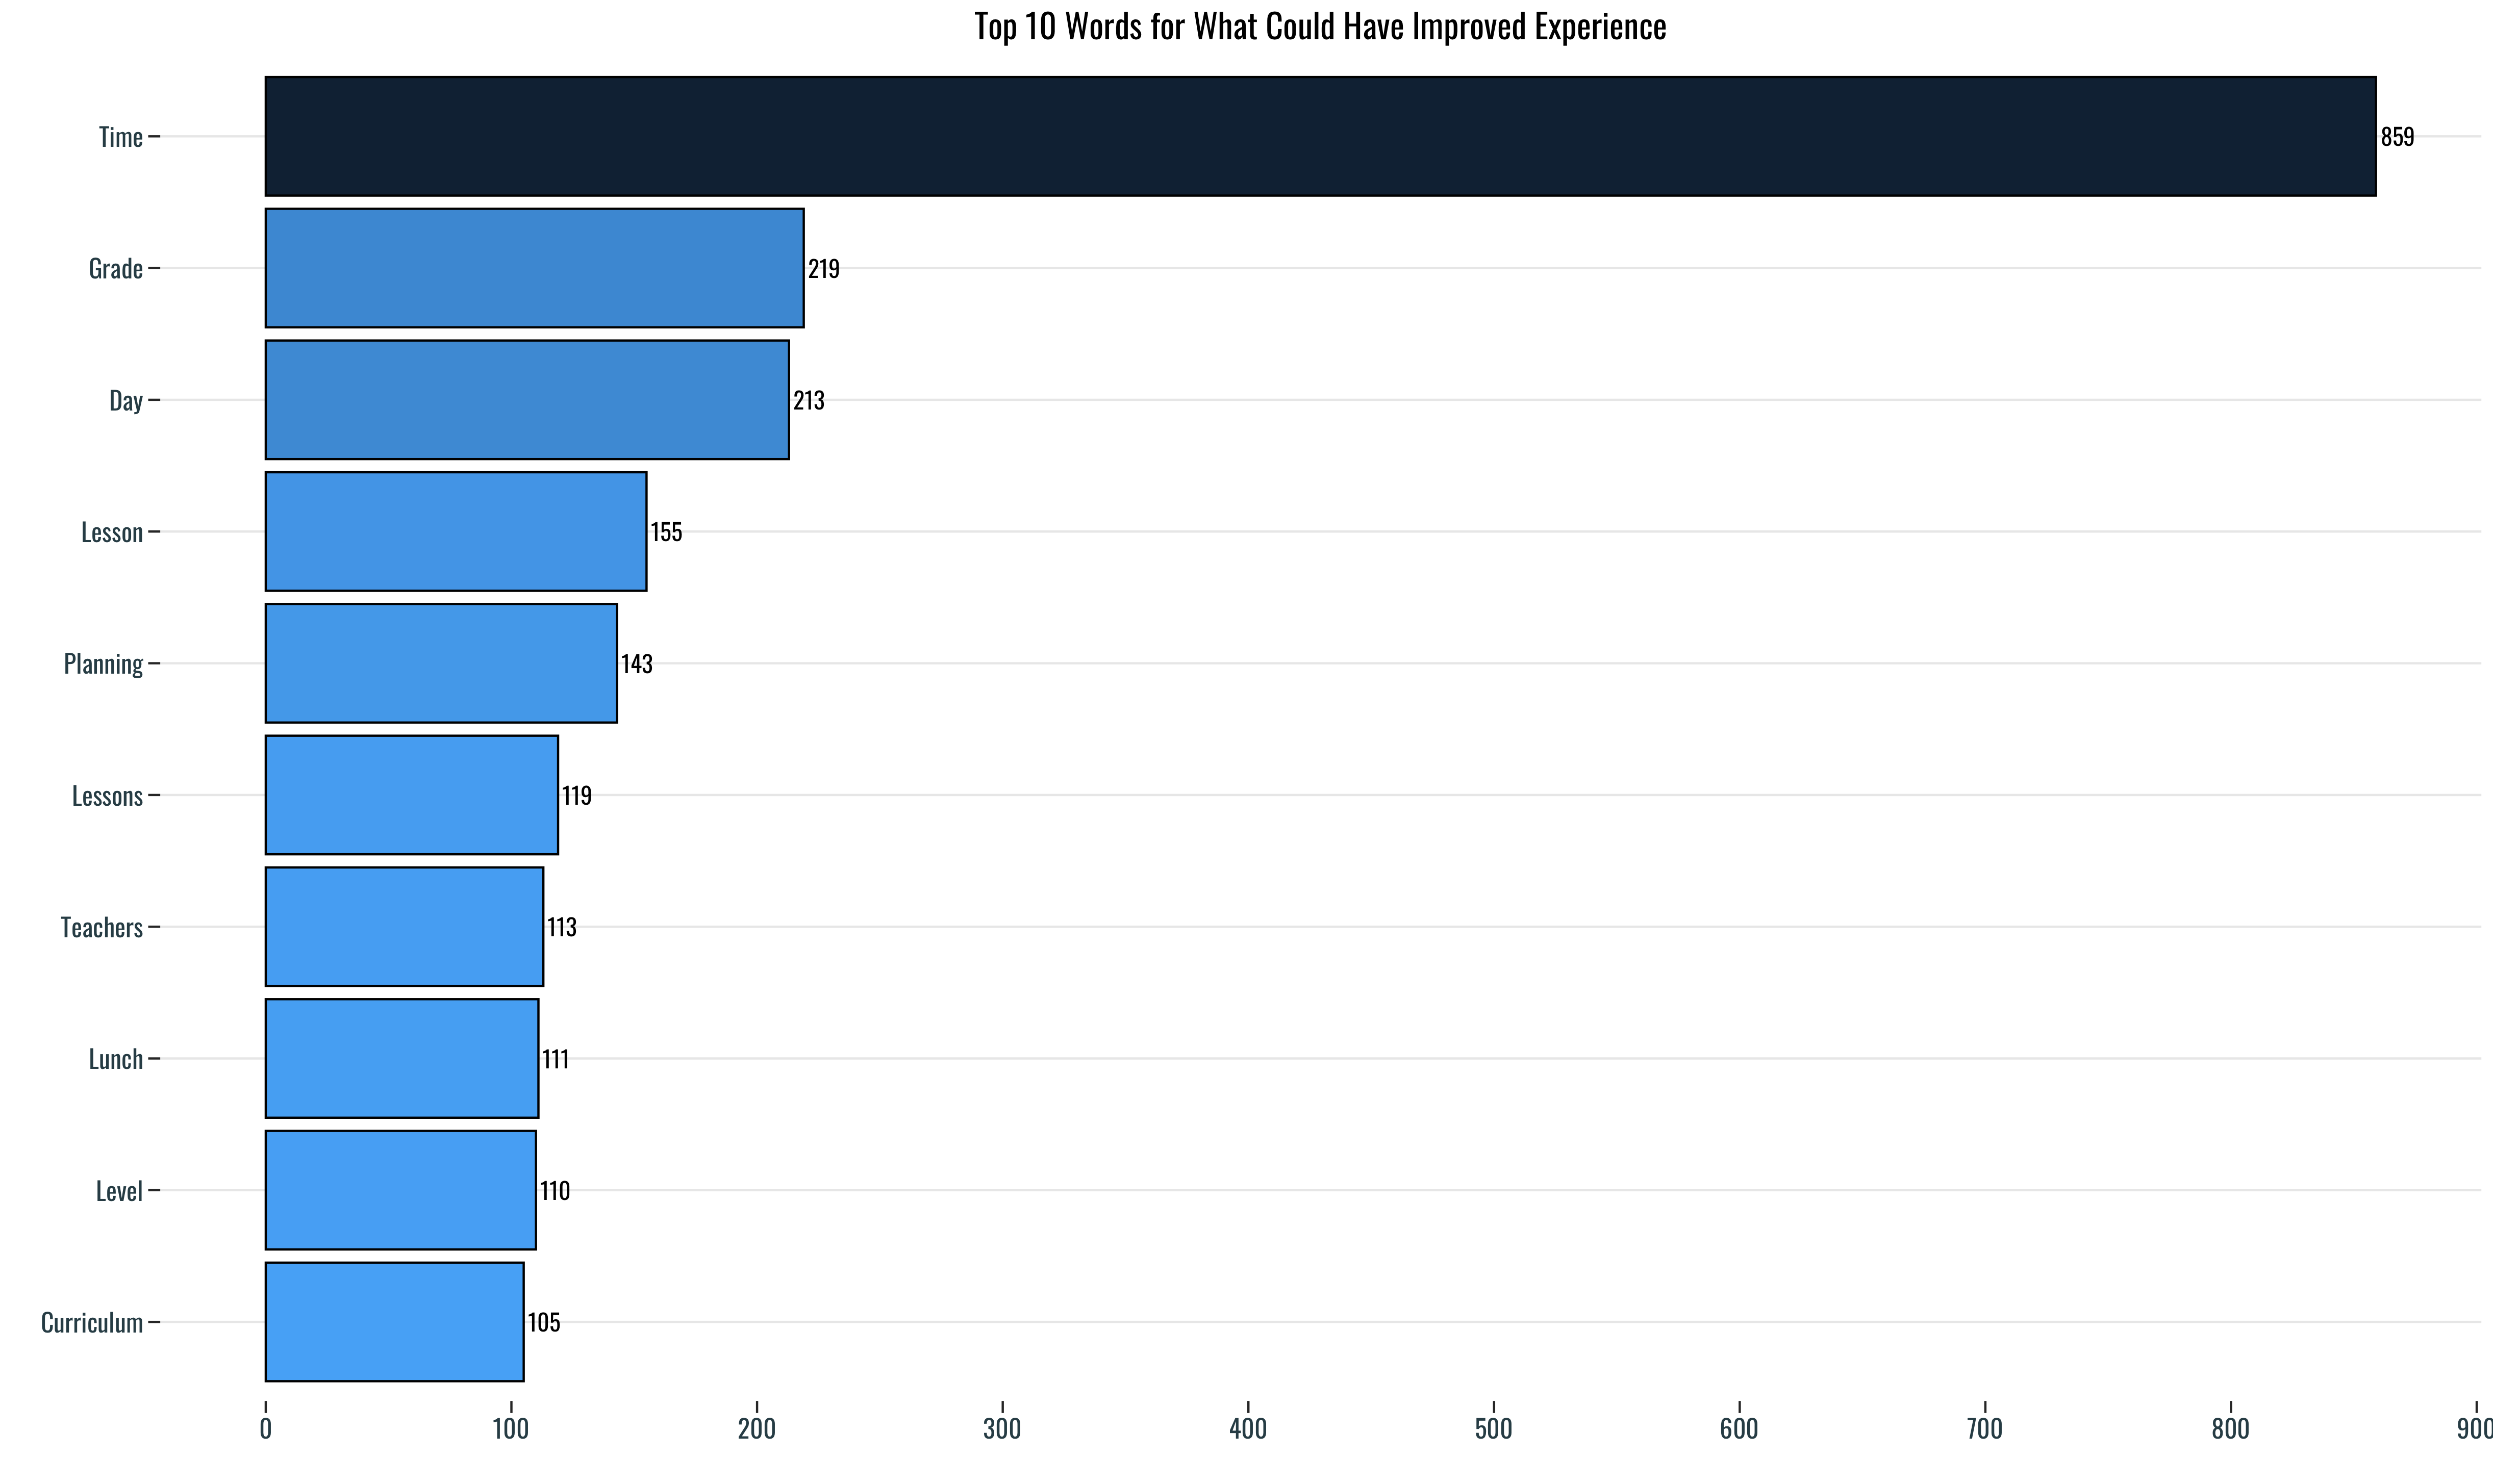 Top 10 Words for What Could Have Improved Experience
Time 859
Grade 219
Day 213
Lesson 155
Planning 143
Lessons 119
Teachers 113
Lunch 111
Level 110
Curriculum 105
0 100 200 300 400 500 600 700 800 900